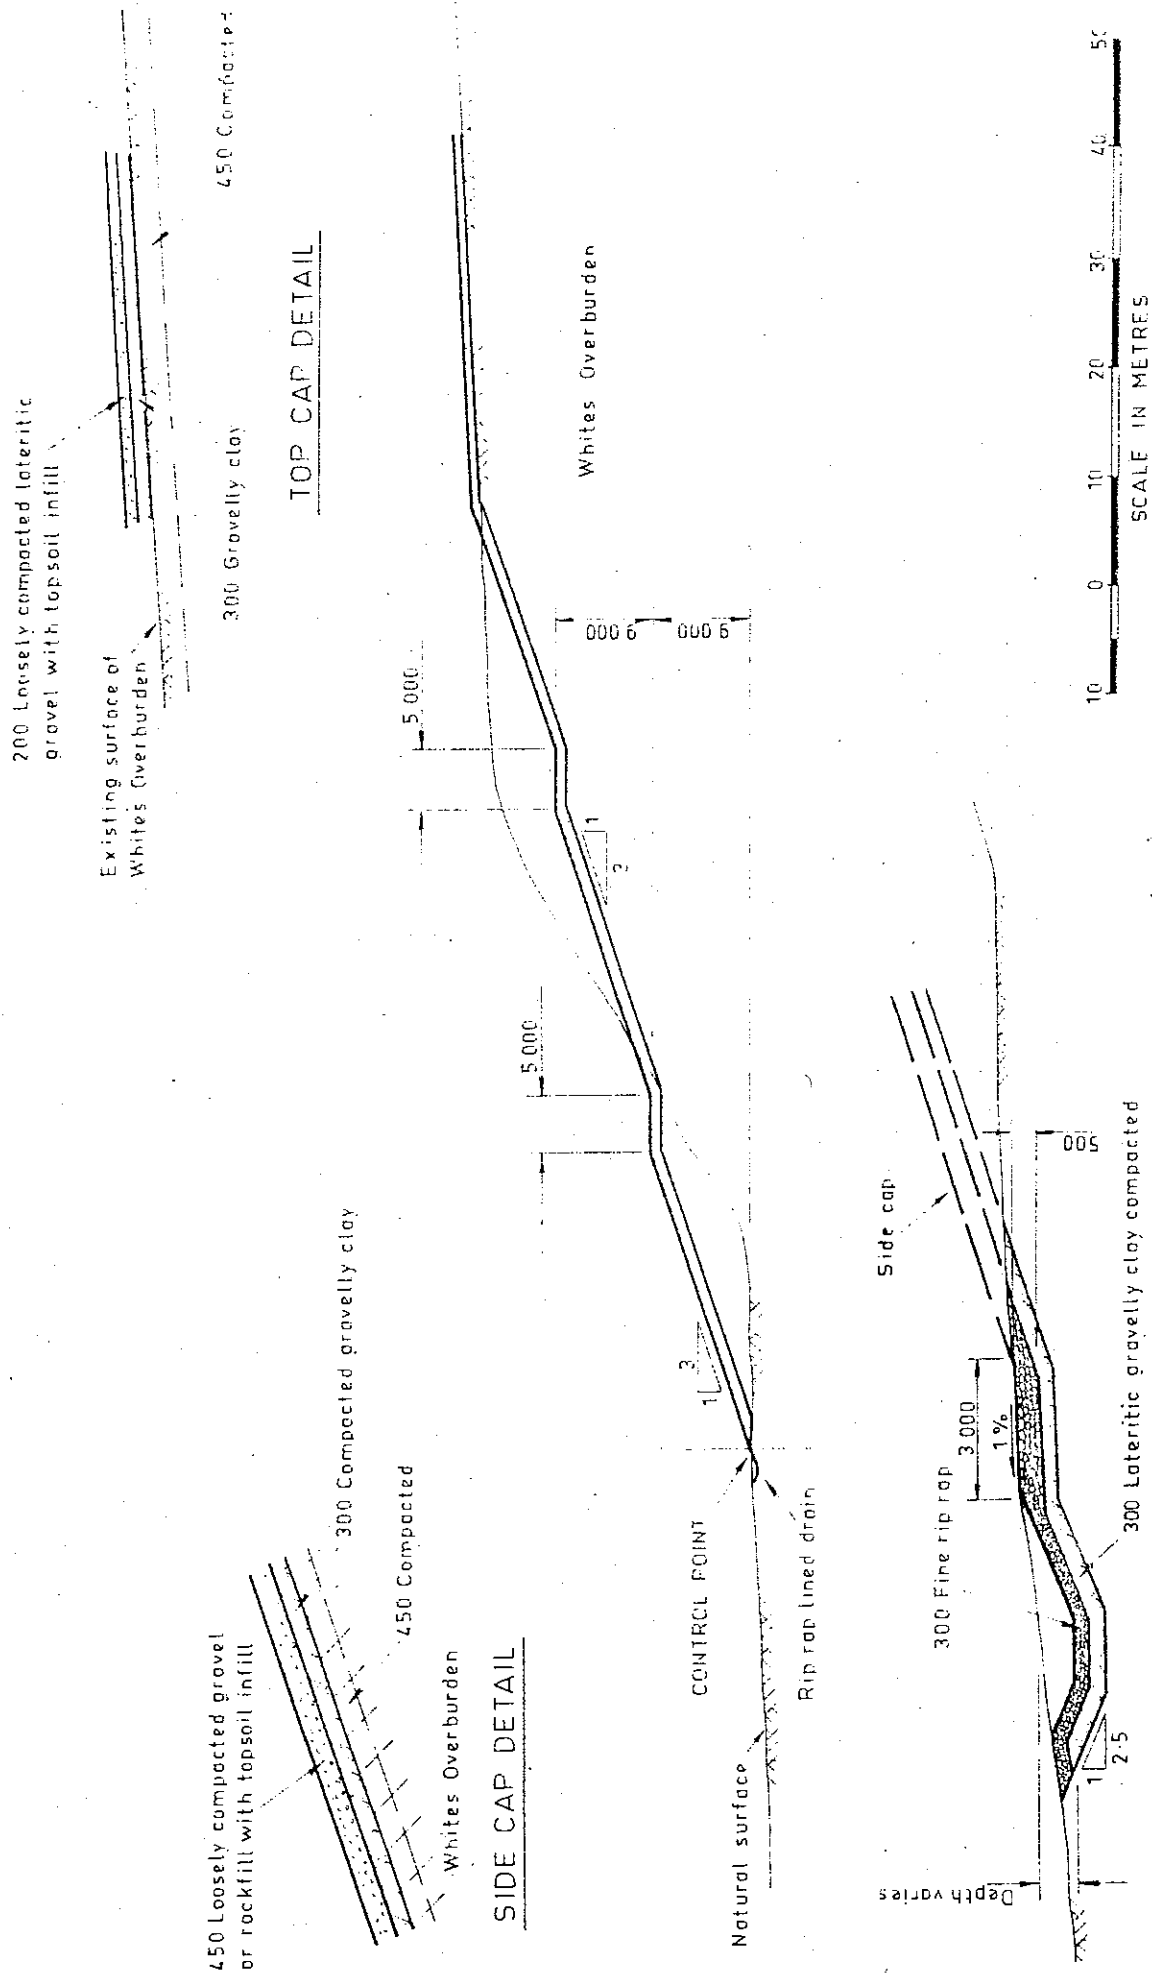 450 Loosely compacted gravel
or rockfill with topsoil infill
300 Compacted gravelly clay
450 Compacted
Whites Overburden
SIDE CAP DETAIL
200 Loosely compacted lateritic
gravel with topsoil infill
Existing surface of
Whites Overburden
300 Gravelly clay
450 Compacted
TOP CAP DETAIL
5 000
5 000
9 000
9 000
1
3
1
3
Whites Overburden
CONTROL POINT
Rip rap lined drain
Natural surface
Side cap
3 000
1%
500
300 Fine rip rap
300 Lateritic gravelly clay compacted
Depth varies
1
2·5
10
0
10
20
30
40
50
SCALE IN METRES